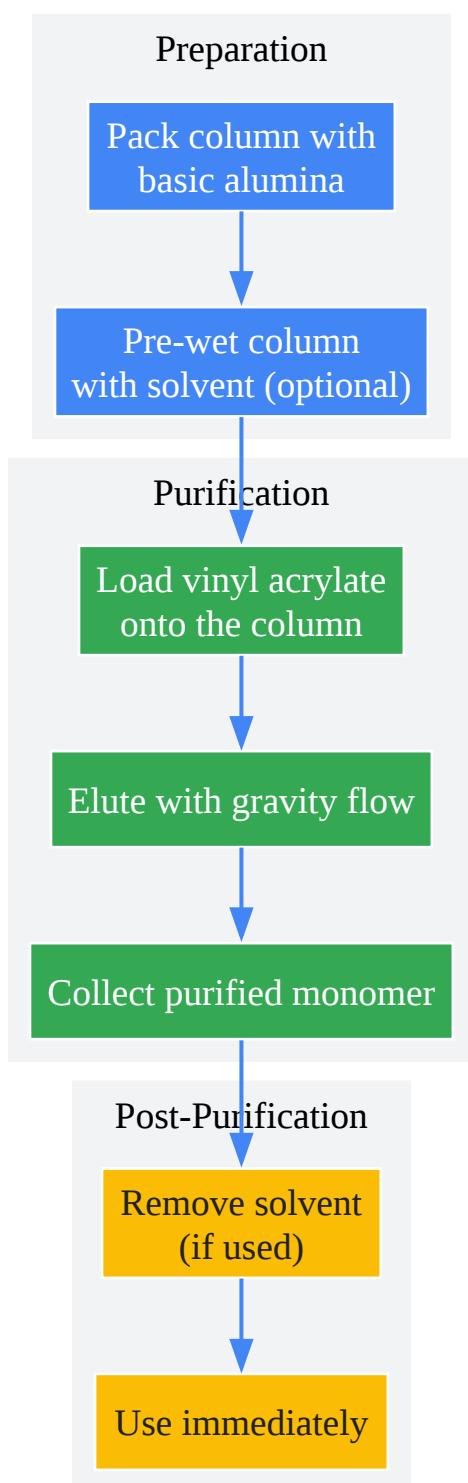 Preparation
Pack column with
basic alumina
Pre-wet column
with solvent (optional)
Purification
Load vinyl acrylate
onto the column
Elute with gravity flow
Collect purified monomer
Post-Purification
Remove solvent
(if used)
Use immediately